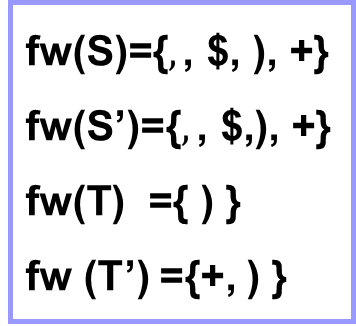 fw(S)={,, $, ), +}
fw(S’)={,, $,), +}
fw(T) ={ ) }
fw (T’) ={+, ) }